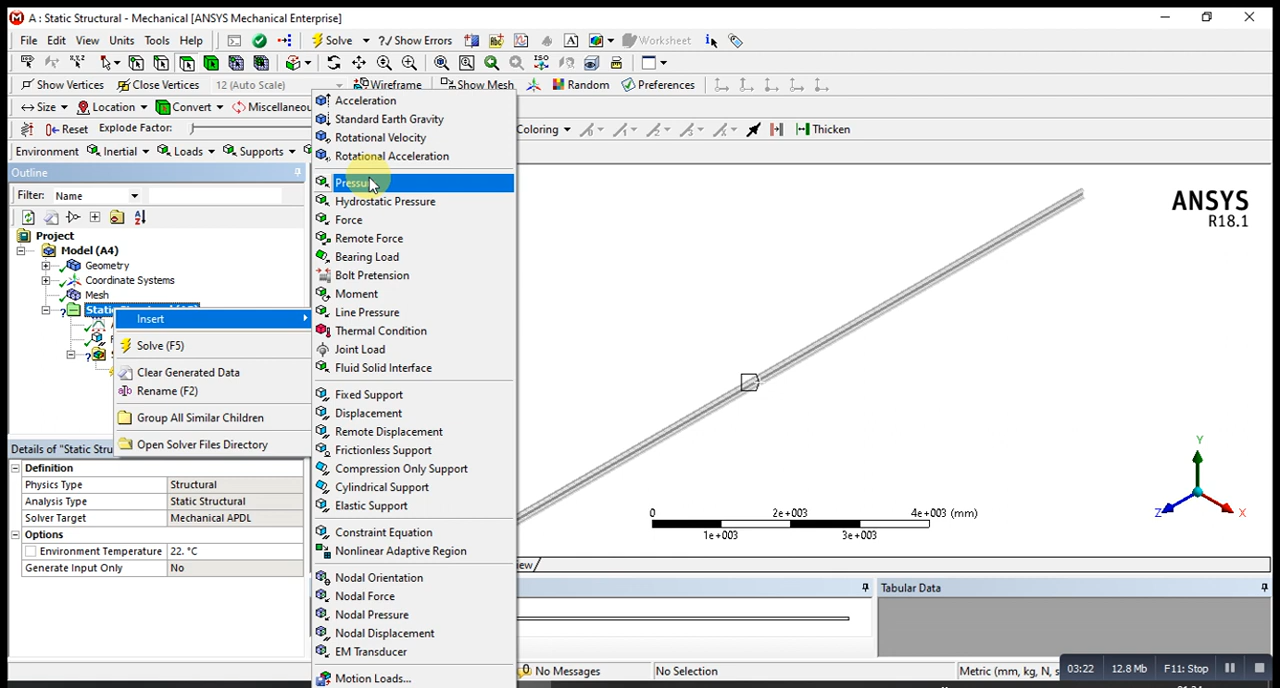 A : Static Structural - Mechanical [ANSYS Mechanical Enterprise]
File Edit View Units Tools Help Solve ?/ Show Errors Worksheet
Show Vertices Close Vertices 12 (Auto Scale) Wireframe Show Mesh Random Preferences
Size Location Convert Miscellaneou
Reset Explode Factor: Coloring Thicken
Environment Inertial Loads Supports
Outline
Filter: Name
Project
Model (A4)
Geometry
Coordinate Systems
Mesh
Insert
Solve (F5)
Clear Generated Data
Rename (F2)
Group All Similar Children
Open Solver Files Directory
Acceleration
Standard Earth Gravity
Rotational Velocity
Rotational Acceleration
Pressure
Hydrostatic Pressure
Force
Remote Force
Bearing Load
Bolt Pretension
Moment
Line Pressure
Thermal Condition
Joint Load
Fluid Solid Interface
Fixed Support
Displacement
Remote Displacement
Frictionless Support
Compression Only Support
Cylindrical Support
Elastic Support
Constraint Equation
Nonlinear Adaptive Region
Nodal Orientation
Nodal Force
Nodal Pressure
Nodal Displacement
EM Transducer
Motion Loads...
Details of "Static Stru
Definition
Physics Type Structural
Analysis Type Static Structural
Solver Target Mechanical APDL
Options
Environment Temperature 22. °C
Generate Input Only No
ANSYS
R18.1
Y
Z X
0 2e+003 4e+003 (mm)
1e+003 3e+003
Tabular Data
0 No Messages No Selection Metric (mm, kg, N, s
03:22 12.8 Mb F11: Stop